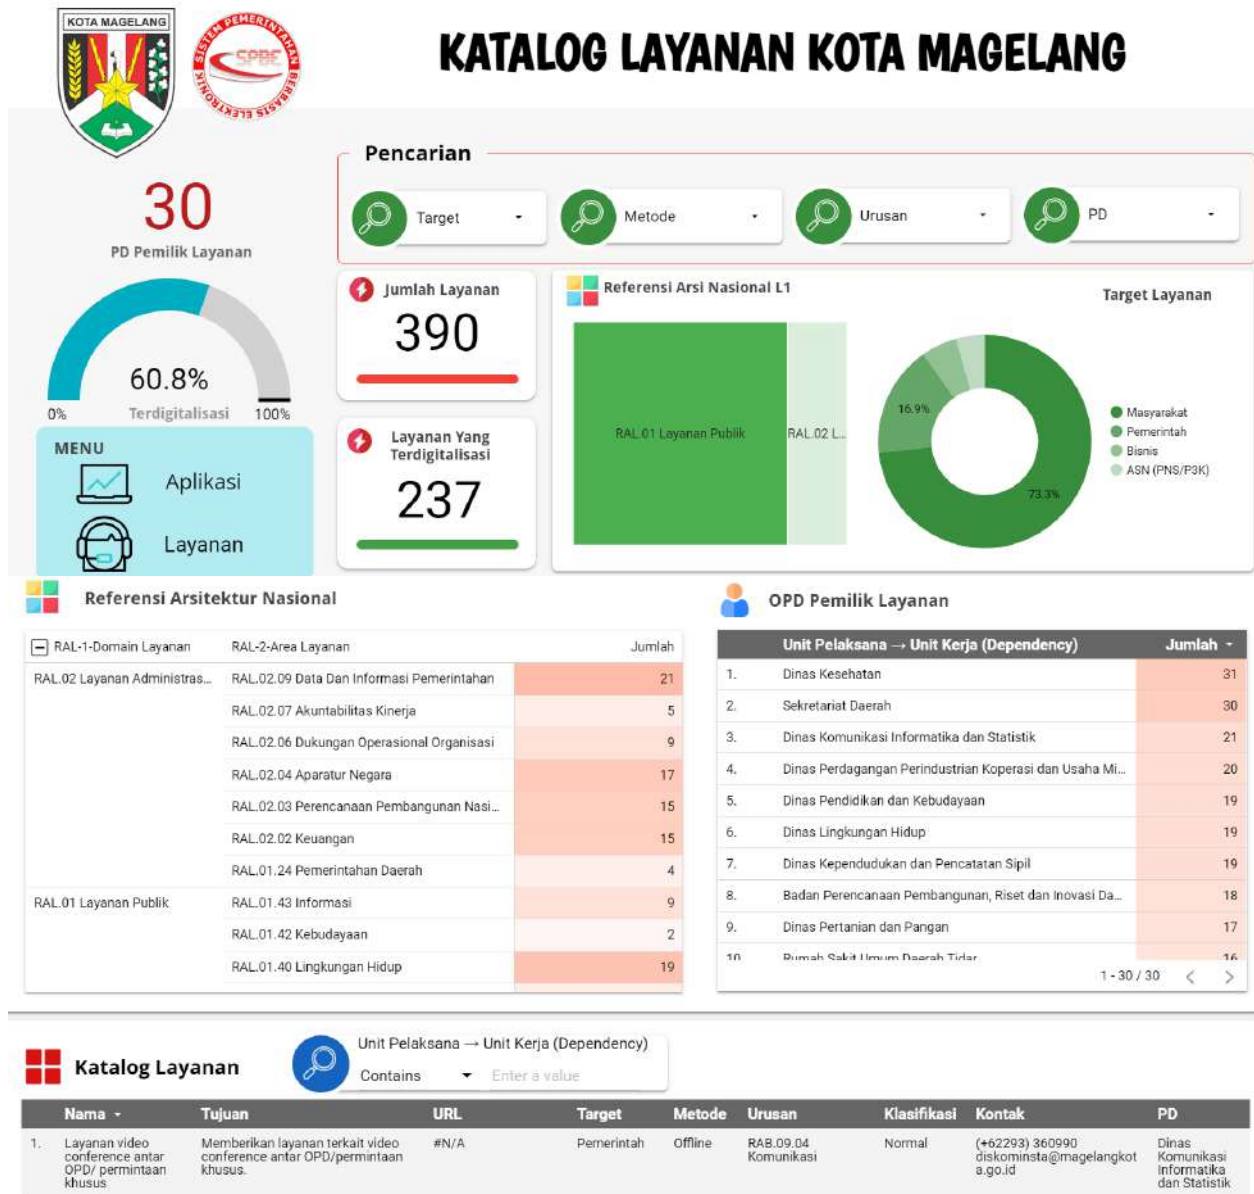 KOTA MAGELANG
SISTEM PEMERINTAHAN BERBASIS ELEKTRONIK
SPBE
KATALOG LAYANAN KOTA MAGELANG
30
PD Pemilik Layanan
60.8%
0%
Terdigitalisasi
100%
MENU
Aplikasi
Layanan
Pencarian
Target
Metode
Urusan
PD
Jumlah Layanan
390
Layanan Yang
Terdigitalisasi
237
Referensi Arsi Nasional L1
RAL.01 Layanan Publik
RAL.02 L...
Target Layanan
16.9%
73.3%
Masyarakat
Pemerintah
Bisnis
ASN (PNS/P3K)
Referensi Arsitektur Nasional
RAL-1-Domain Layanan RAL-2-Area Layanan Jumlah
RAL.02 Layanan Administras... RAL.02.09 Data Dan Informasi Pemerintahan 21
RAL.02.07 Akuntabilitas Kinerja 5
RAL.02.06 Dukungan Operasional Organisasi 9
RAL.02.04 Aparatur Negara 17
RAL.02.03 Perencanaan Pembangunan Nasi... 15
RAL.02.02 Keuangan 15
RAL.01.24 Pemerintahan Daerah 4
RAL.01 Layanan Publik RAL.01.43 Informasi 9
RAL.01.42 Kebudayaan 2
RAL.01.40 Lingkungan Hidup 19
OPD Pemilik Layanan
Unit Pelaksana → Unit Kerja (Dependency) Jumlah
1. Dinas Kesehatan 31
2. Sekretariat Daerah 30
3. Dinas Komunikasi Informatika dan Statistik 21
4. Dinas Perdagangan Perindustrian Koperasi dan Usaha Mi... 20
5. Dinas Pendidikan dan Kebudayaan 19
6. Dinas Lingkungan Hidup 19
7. Dinas Kependudukan dan Pencatatan Sipil 19
8. Badan Perencanaan Pembangunan, Riset dan Inovasi Da... 18
9. Dinas Pertanian dan Pangan 17
10 Rumah Sakit Umum Daerah Tidar 16
1 - 30 / 30 < >
Katalog Layanan
Unit Pelaksana → Unit Kerja (Dependency)
Contains Enter a value
Nama Tujuan URL Target Metode Urusan Klasifikasi Kontak PD
1. Layanan video Memberikan layanan terkait video #N/A Pemerintah Offline RAB.09.04 Normal (+62293) 360990 Dinas
conference antar conference antar OPD/permintaan Komunikasi diskominsta@magelangkot Komunikasi
OPD/ permintaan khusus. a.go.id Informatika
khusus dan Statistik